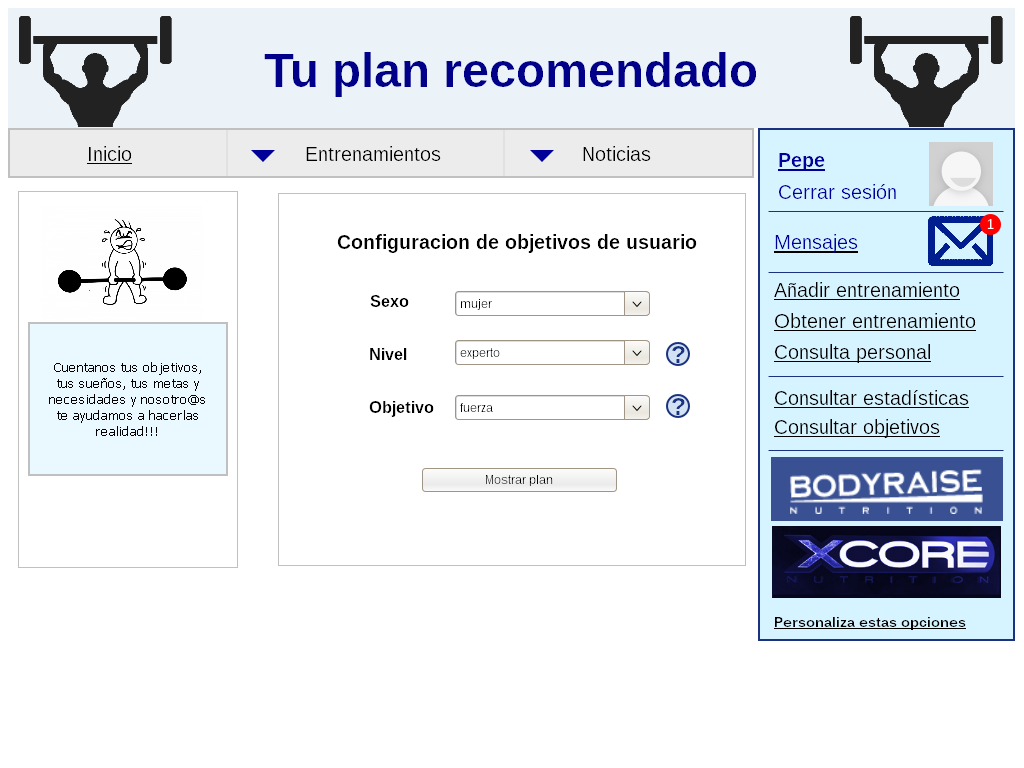 Tu plan recomendado
Inicio
Entrenamientos
Noticias
Cuentanos tus objetivos,
tus sueños, tus metas y
necesidades y nosotro@s
te ayudamos a hacerlas
realidad!!!
Configuracion de objetivos de usuario
Sexo
mujer
Nivel
experto
?
Objetivo
fuerza
?
Mostrar plan
Pepe
Cerrar sesión
Mensajes
1
Añadir entrenamiento
Obtener entrenamiento
Consulta personal
Consultar estadísticas
Consultar objetivos
BODYRAISE
NUTRITION
XCORE
NUTRITION
Personaliza estas opciones